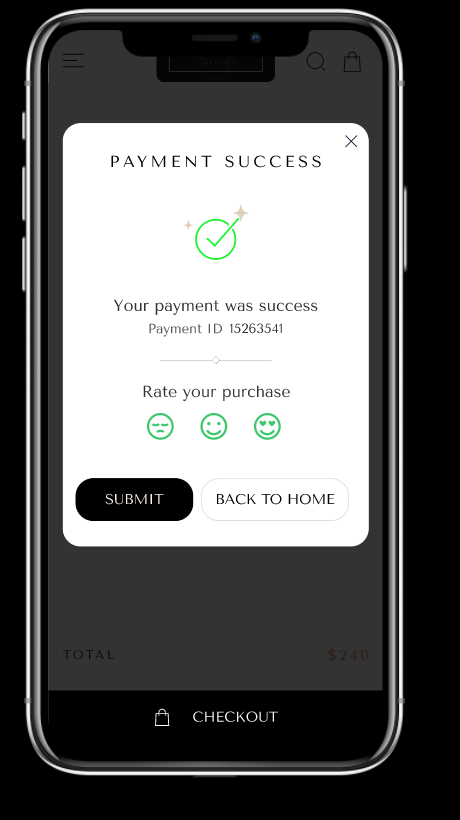 PAYMENT SUCCESS
Your payment was success
Payment ID 15263541
Rate your purchase
SUBMIT
BACK TO HOME
TOTAL
$240
CHECKOUT